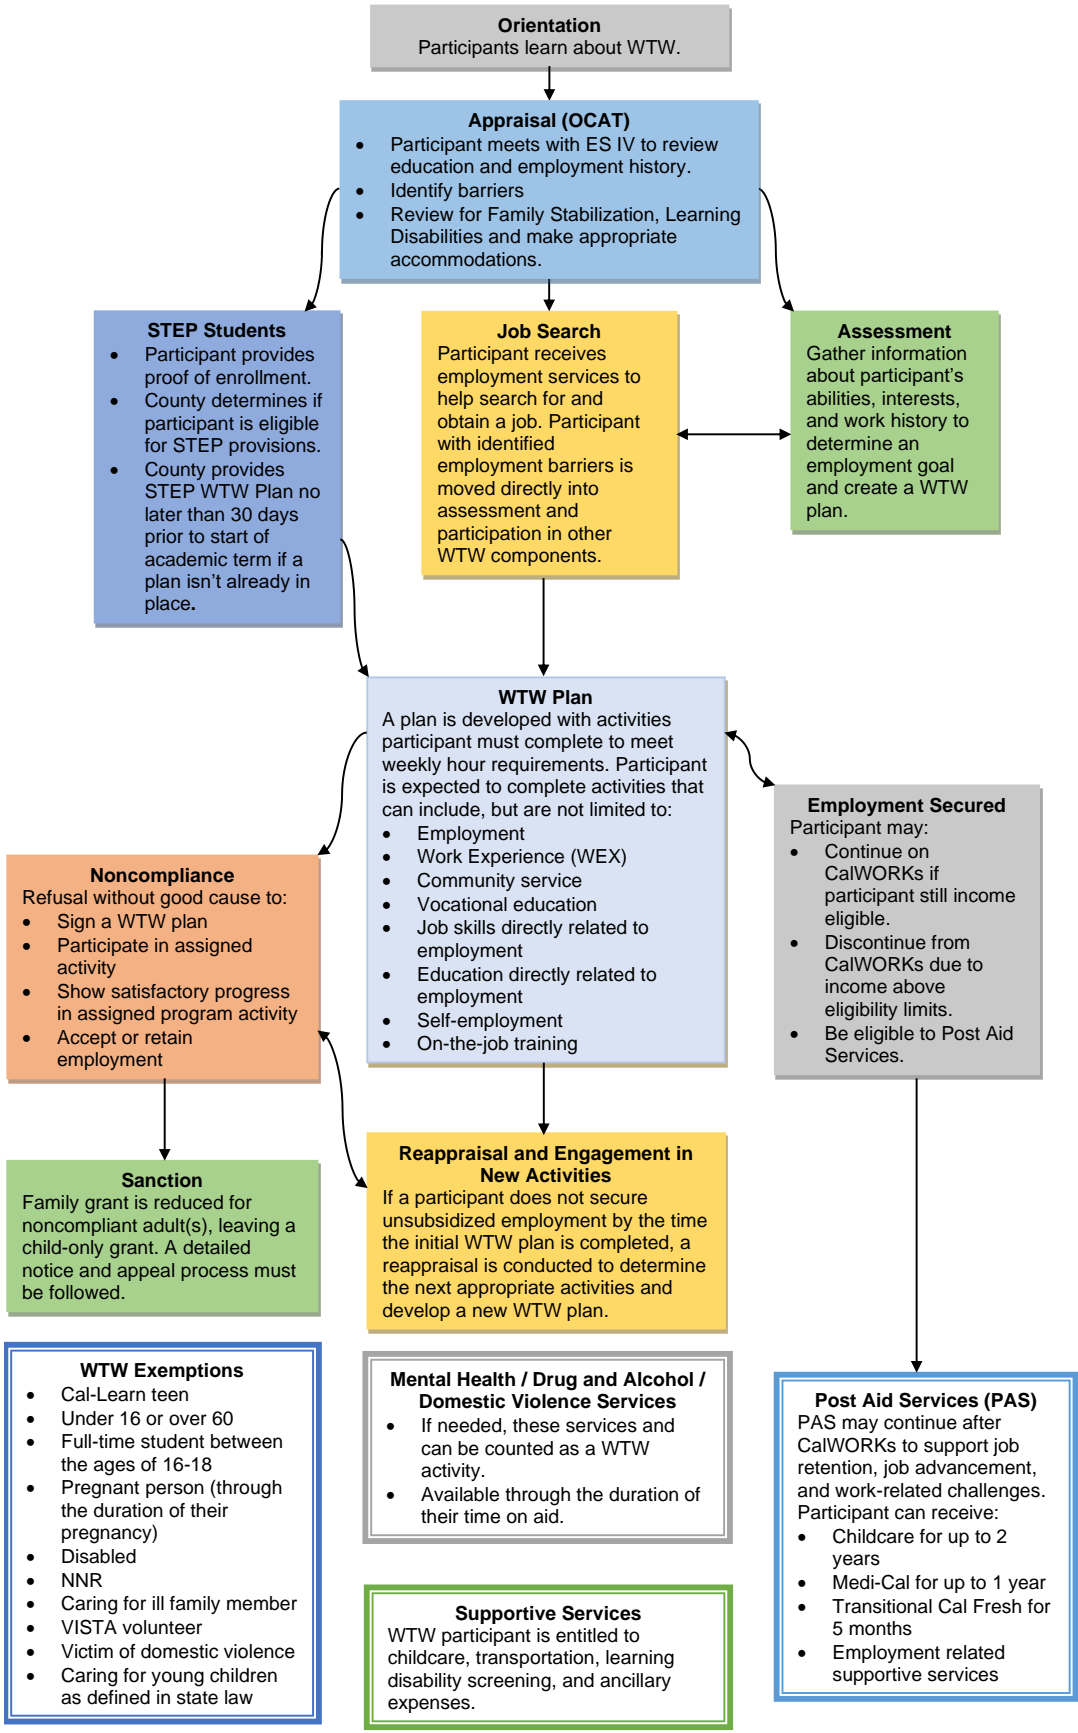 Orientation
Participants learn about WTW.
Appraisal (OCAT)
• Participant meets with ES IV to review
education and employment history.
• Identify barriers
• Review for Family Stabilization, Learning
Disabilities and make appropriate
accommodations.
STEP Students
• Participant provides
proof of enrollment.
• County determines if
participant is eligible
for STEP provisions.
• County provides
STEP WTW Plan no
later than 30 days
prior to start of
academic term if a
plan isn't already in
place.
Job Search
Participant receives
employment services to
help search for and
obtain a job. Participant
with identified
employment barriers is
moved directly into
assessment and
participation in other
WTW components.
Assessment
Gather information
about participant's
abilities, interests,
and work history to
determine an
employment goal
and create a WTW
plan.
WTW Plan
A plan is developed with activities
participant must complete to meet
weekly hour requirements. Participant
is expected to complete activities that
can include, but are not limited to:
• Employment
• Work Experience (WEX)
• Community service
• Vocational education
• Job skills directly related to
employment
• Education directly related to
employment
• Self-employment
• On-the-job training
Employment Secured
Participant may:
• Continue on
CalWORKs if
participant still income
eligible.
• Discontinue from
CalWORKs due to
income above
eligibility limits.
• Be eligible to Post Aid
Services.
Noncompliance
Refusal without good cause to:
• Sign a WTW plan
• Participate in assigned
activity
• Show satisfactory progress
in assigned program activity
• Accept or retain
employment
Sanction
Family grant is reduced for
noncompliant adult(s), leaving a
child-only grant. A detailed
notice and appeal process must
be followed.
Reappraisal and Engagement in
New Activities
If a participant does not secure
unsubsidized employment by the time
the initial WTW plan is completed, a
reappraisal is conducted to determine
the next appropriate activities and
develop a new WTW plan.
WTW Exemptions
• Cal-Learn teen
• Under 16 or over 60
• Full-time student between
the ages of 16-18
• Pregnant person (through
the duration of their
pregnancy)
• Disabled
• NNR
• Caring for ill family member
• VISTA volunteer
• Victim of domestic violence
• Caring for young children
as defined in state law
Mental Health / Drug and Alcohol /
Domestic Violence Services
• If needed, these services and
can be counted as a WTW
activity.
• Available through the duration of
their time on aid.
Supportive Services
WTW participant is entitled to
childcare, transportation, learning
disability screening, and ancillary
expenses.
Post Aid Services (PAS)
PAS may continue after
CalWORKs to support job
retention, job advancement,
and work-related challenges.
Participant can receive:
• Childcare for up to 2
years
• Medi-Cal for up to 1 year
• Transitional Cal Fresh for
5 months
• Employment related
supportive services